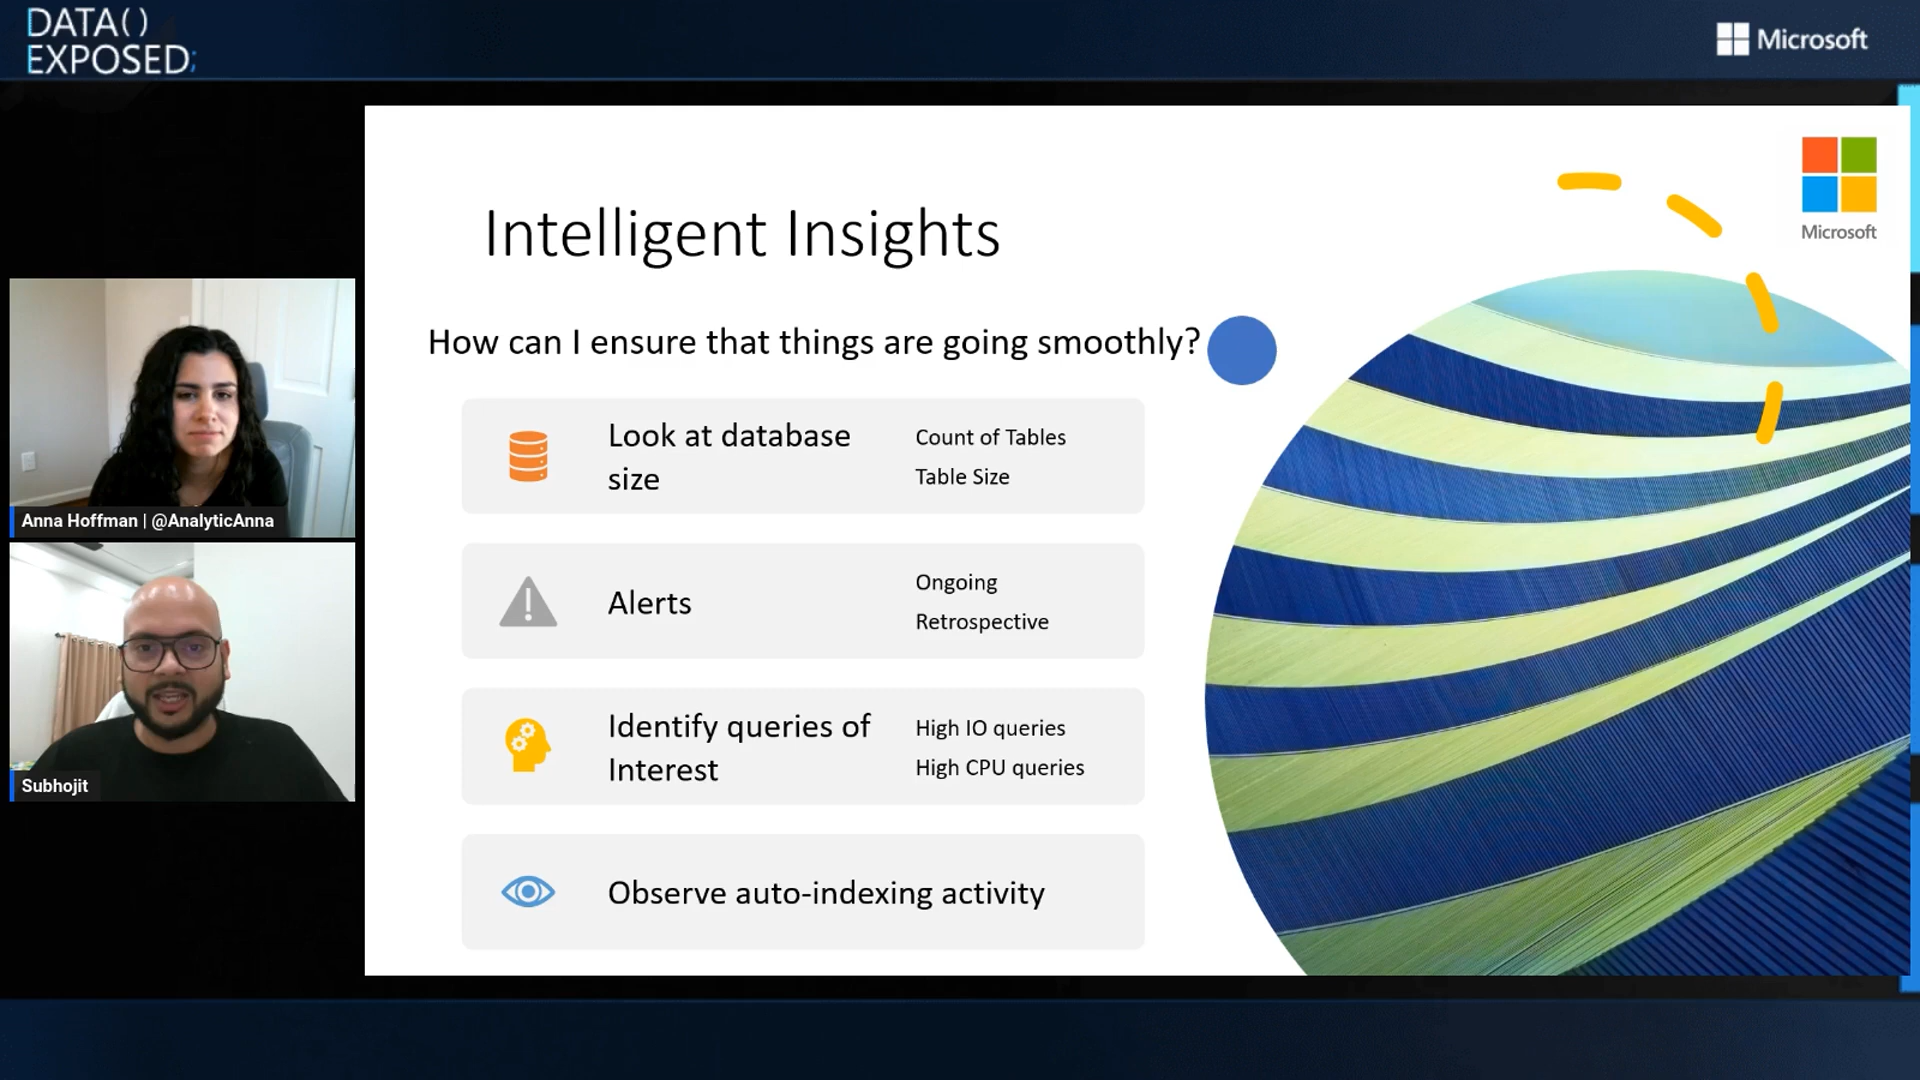 DATA()
EXPOSED;
Microsoft
Microsoft
Intelligent Insights
How can I ensure that things are going smoothly?
Look at database
size
Count of Tables
Table Size
Alerts
Ongoing
Retrospective
Identify queries of
Interest
High IO queries
High CPU queries
Observe auto-indexing activity
Anna Hoffman | @AnalyticAnna
Subhojit